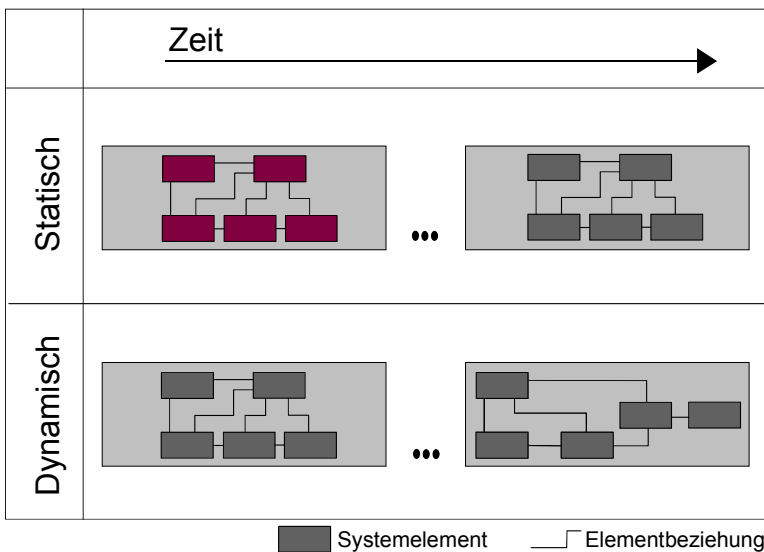 Zeit
Statisch
Dynamisch
Systemelement
Elementbeziehung